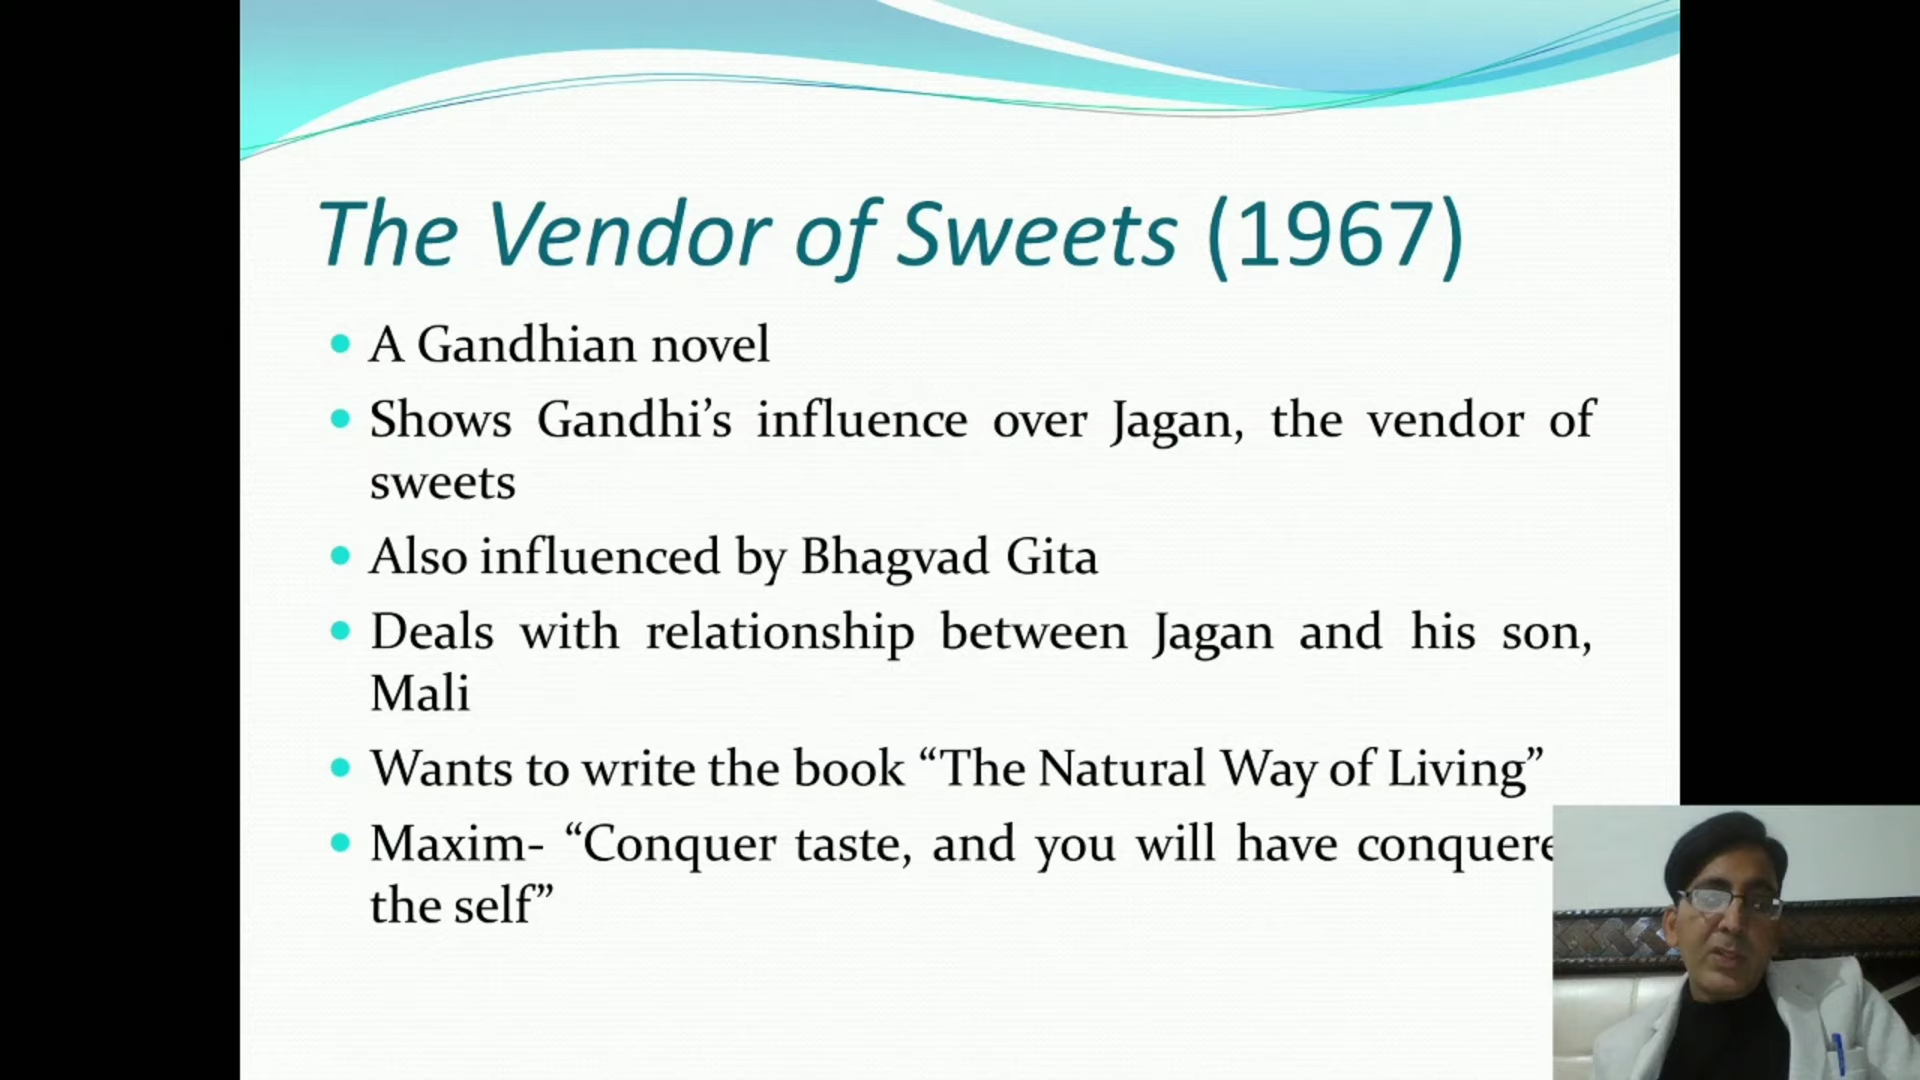 The Vendor of Sweets (1967)
• A Gandhian novel
• Shows Gandhi’s influence over Jagan, the vendor of
sweets
• Also influenced by Bhagvad Gita
• Deals with relationship between Jagan and his son,
Mali
• Wants to write the book “The Natural Way of Living”
• Maxim- “Conquer taste, and you will have conquere
the self”